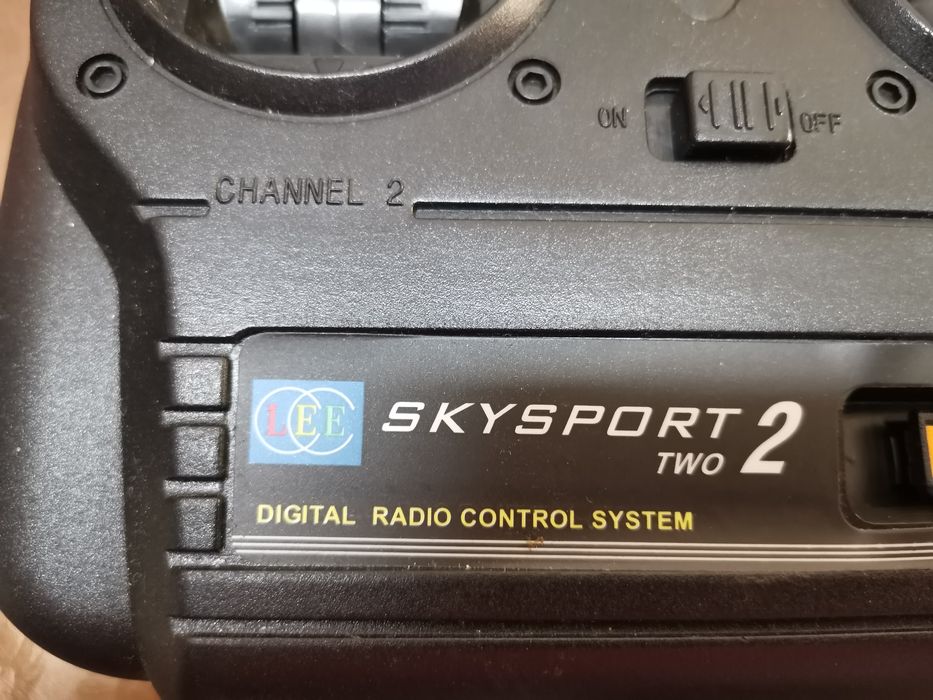 ON OFF
CHANNEL 2
LEE SKYSPORT 2
TWO
DIGITAL RADIO CONTROL SYSTEM